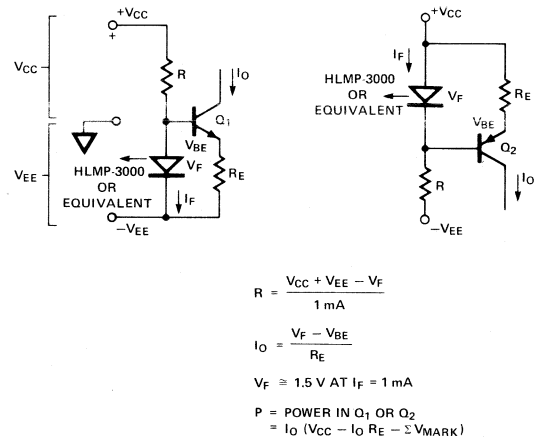 +VCC
+
VCC
R
IO
Q1
VBE
VF
HLMP-3000
OR
EQUIVALENT
RE
IF
VEE
−VEE
+VCC
IF
HLMP-3000
OR
EQUIVALENT
VF
RE
VBE
Q2
R
IO
−VEE
R = VCC + VEE − VF / 1 mA
IO = VF − VBE / RE
VF ≅ 1.5 V AT IF = 1 mA
P = POWER IN Q1 OR Q2
= IO (VCC − IO RE − ΣVMARK)